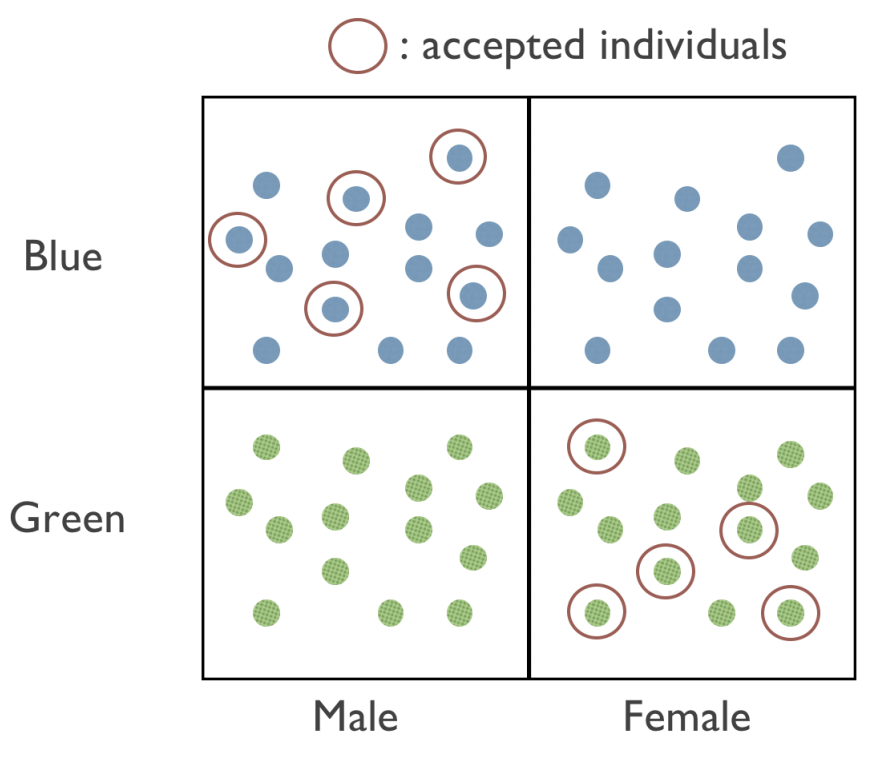 : accepted individuals
Blue
Green
Male Female